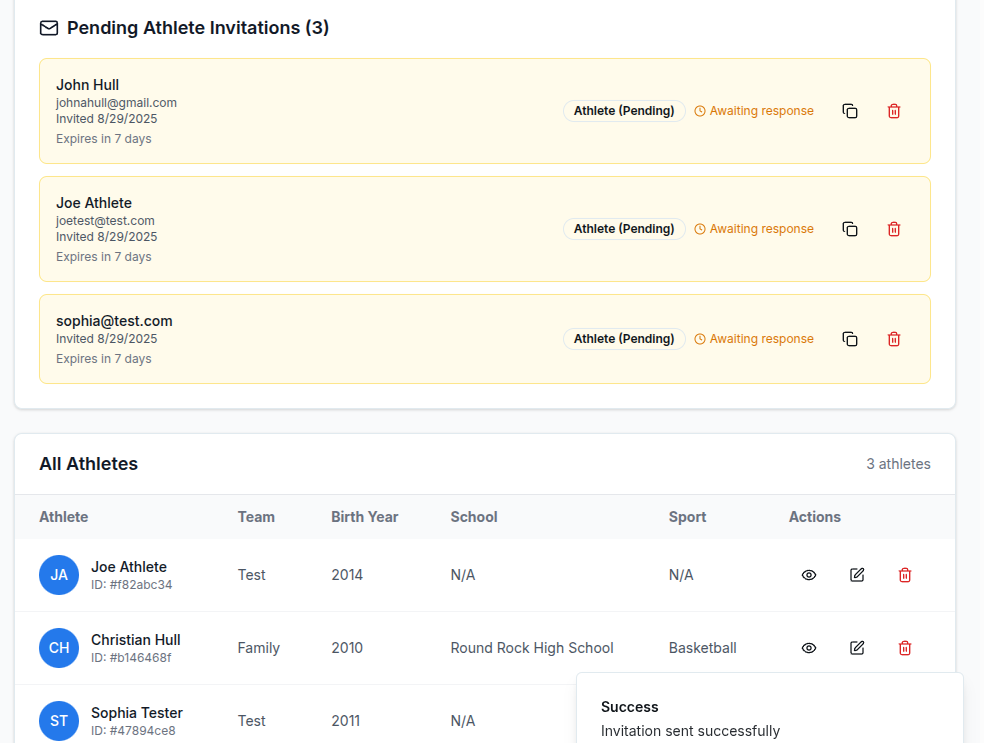 Pending Athlete Invitations (3)
John Hull
johnahull@gmail.com
Invited 8/29/2025
Expires in 7 days
Athlete (Pending) Awaiting response
Joe Athlete
joetest@test.com
Invited 8/29/2025
Expires in 7 days
Athlete (Pending) Awaiting response
sophia@test.com
Invited 8/29/2025
Expires in 7 days
Athlete (Pending) Awaiting response
All Athletes 3 athletes
Athlete Team Birth Year School Sport Actions
JA Joe Athlete Test 2014 N/A N/A
ID: #f82abc34
CH Christian Hull Family 2010 Round Rock High School Basketball
ID: #b146468f
ST Sophia Tester Test 2011 N/A
ID: #47894ce8
Success
Invitation sent successfully